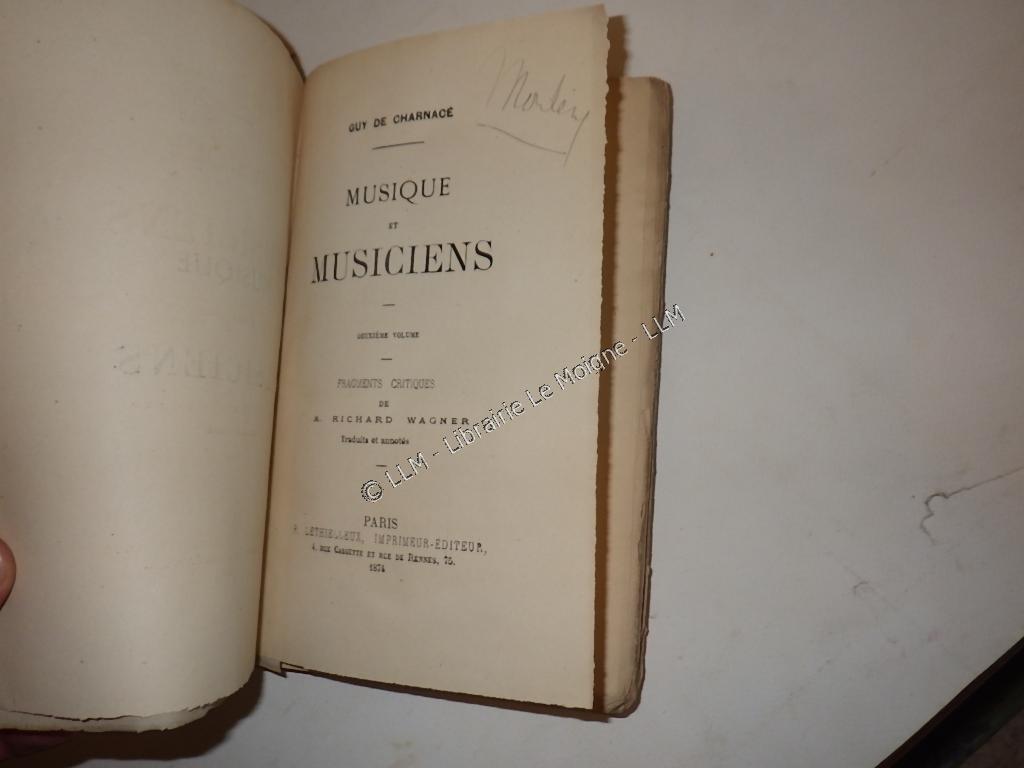 GUY DE CHARNACÉ
MUSIQUE
ET
MUSICIENS
DEUXIÈME VOLUME
FRAGMENTS CRITIQUES
DE
A. RICHARD WAGNER
Traduits et annotés
PARIS
P. LETHIELLEUX, IMPRIMEUR-ÉDITEUR,
4, RUE CASSETTE ET RUE DE RENNES, 75.
1874
© LLM - Librairie Le Moigne - LLM